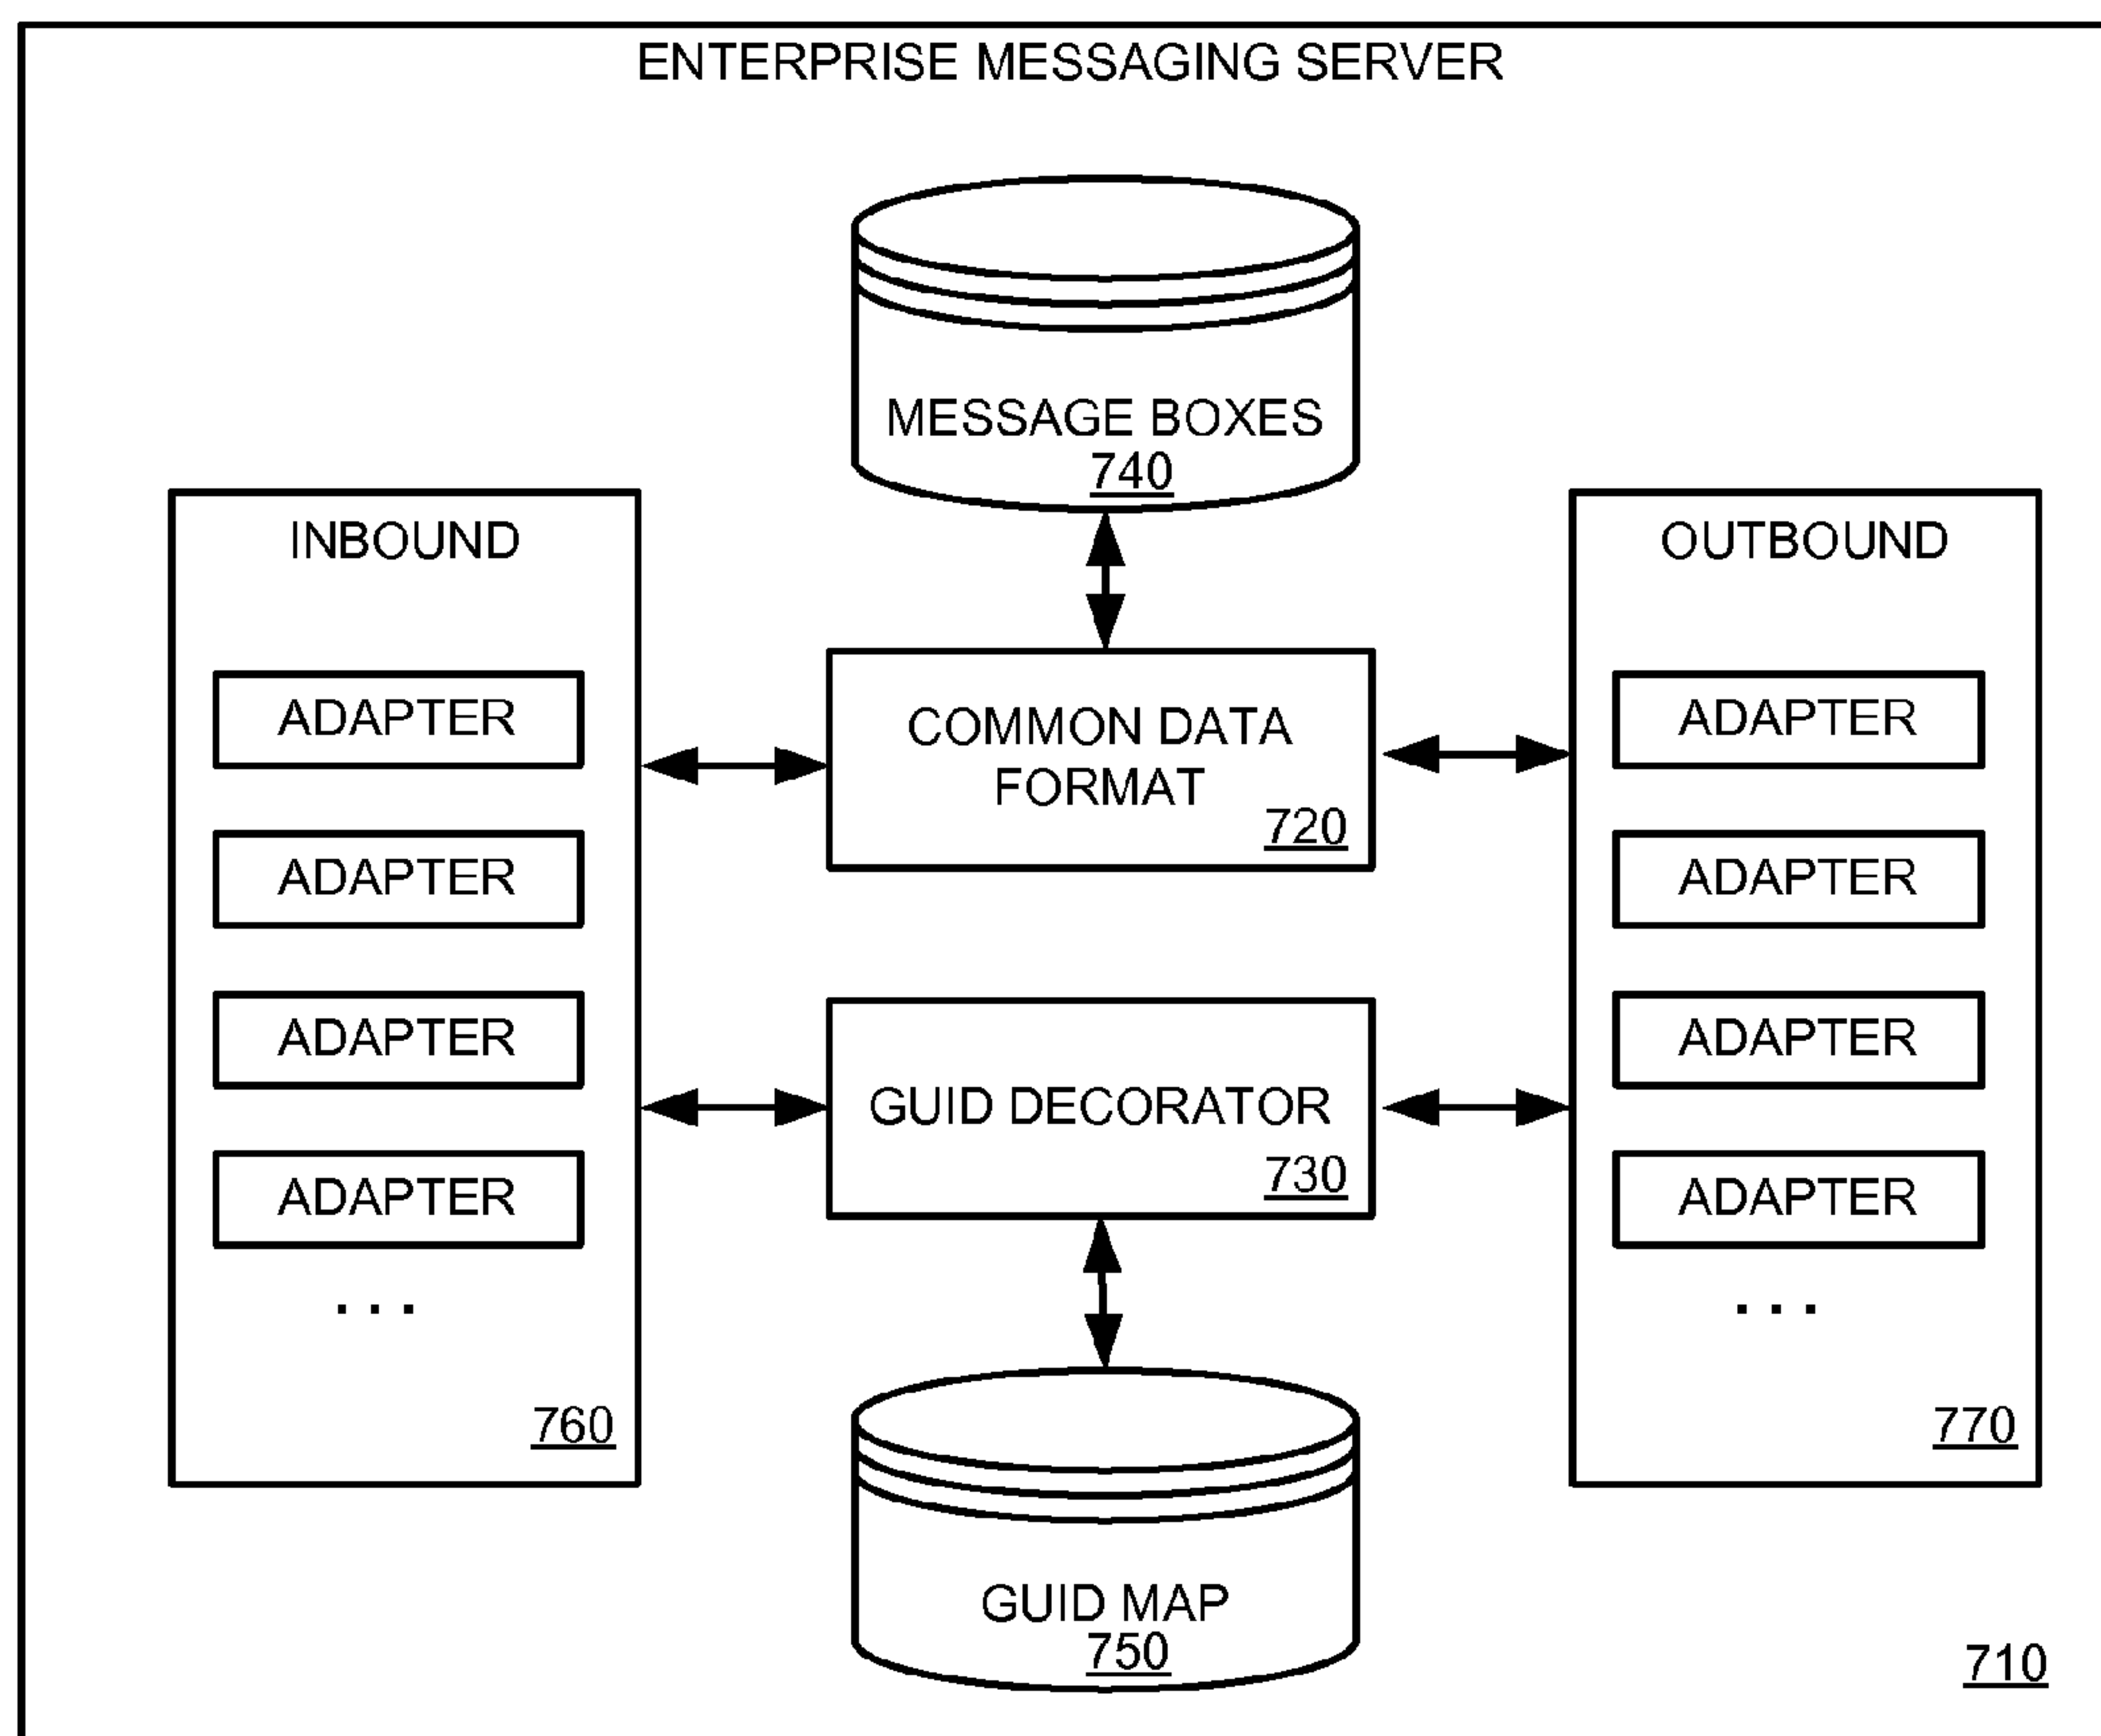 ENTERPRISE MESSAGING SERVER
MESSAGE BOXES
740
INBOUND
ADAPTER
ADAPTER
ADAPTER
ADAPTER
. . .
760
COMMON DATA
FORMAT
720
GUID DECORATOR
730
GUID MAP
750
OUTBOUND
ADAPTER
ADAPTER
ADAPTER
ADAPTER
. . .
770
710